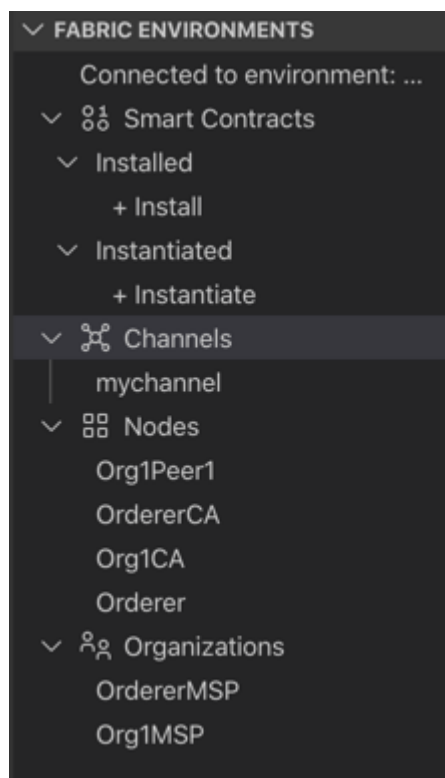 FABRIC ENVIRONMENTS
Connected to environment: ...
Smart Contracts
Installed
+ Install
Instantiated
+ Instantiate
Channels
mychannel
Nodes
Org1Peer1
OrdererCA
Org1CA
Orderer
Organizations
OrdererMSP
Org1MSP